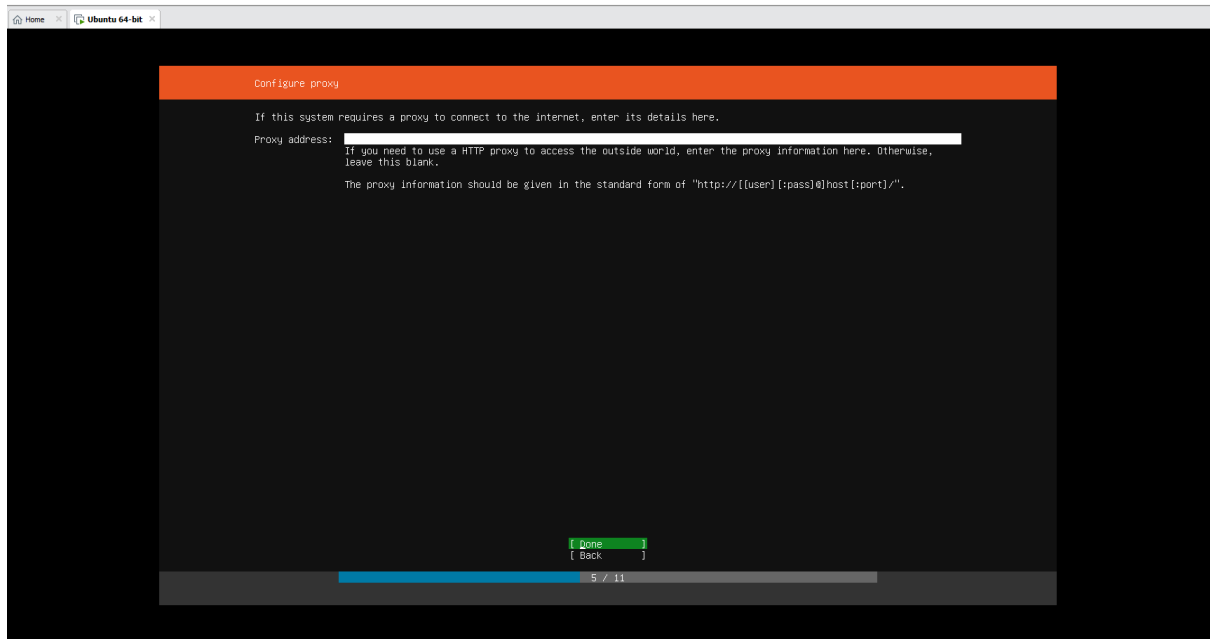 Home
Ubuntu 64-bit
Configure proxy
If this system requires a proxy to connect to the internet, enter its details here.
Proxy address:
If you need to use a HTTP proxy to access the outside world, enter the proxy information here. Otherwise,
leave this blank.
The proxy information should be given in the standard form of "http://[[user][:pass]@]host[:port]/".
[ Done ]
[ Back ]
5 / 11